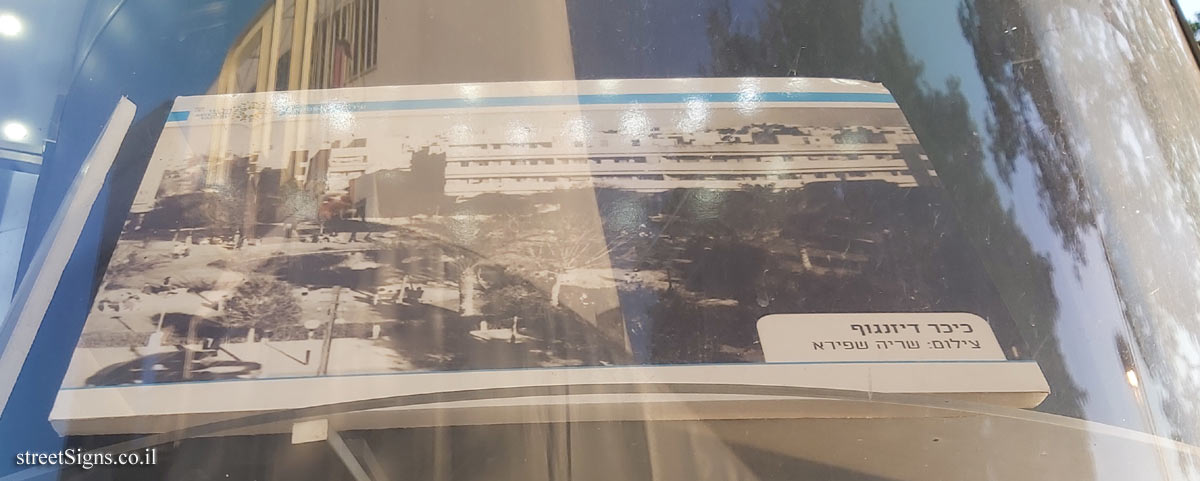 כיכר דיזנגוף
צילום: שריה שפירא
streetSigns.co.il